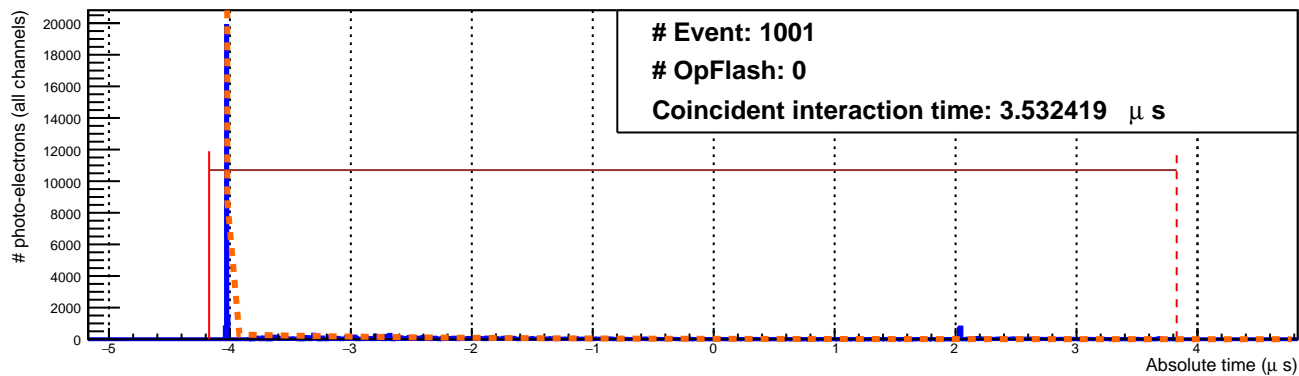 # photo-electrons (all channels)
20000
18000
16000
14000
12000
10000
8000
6000
4000
2000
0
# Event: 1001
# OpFlash: 0
Coincident interaction time: 3.532419 μ s
−5 −4 −3 −2 −1 0 1 2 3 4
Absolute time (μ s)